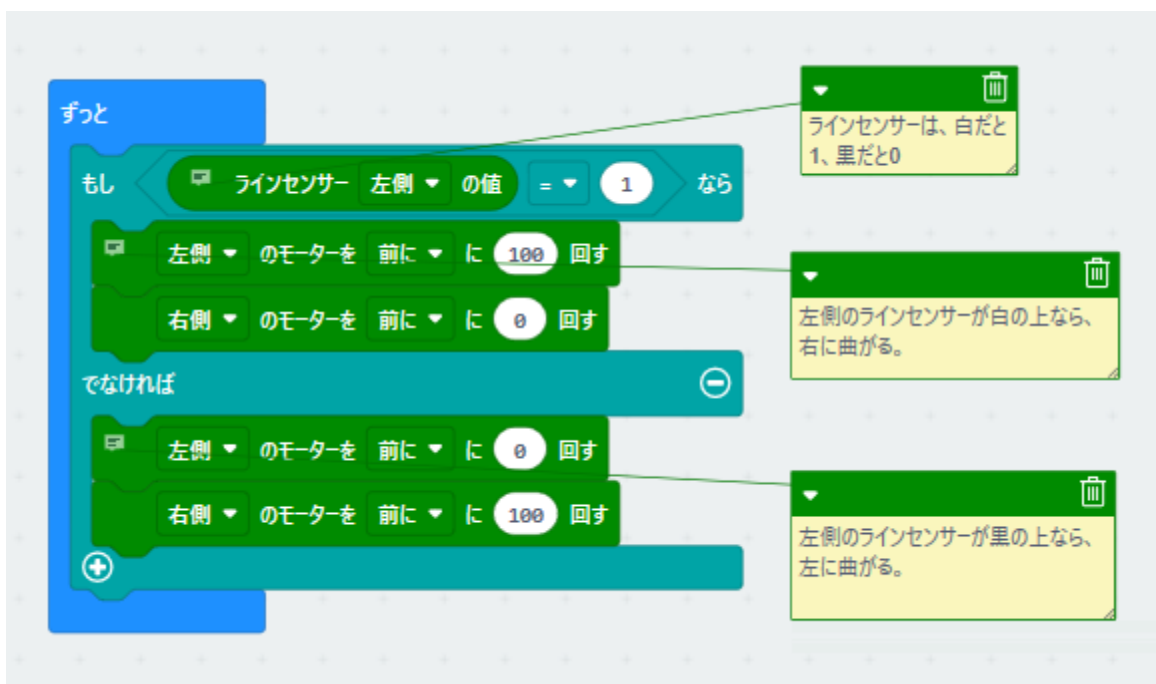 ずっと
もし ラインセンサー 左側 の値 = 1 なら
左側 のモーターを 前に に 100 回す
右側 のモーターを 前に に 0 回す
でなければ
左側 のモーターを 前に に 0 回す
右側 のモーターを 前に に 100 回す
ラインセンサーは、白だと
1、黒だと0
左側のラインセンサーが白の上なら、
右に曲がる。
左側のラインセンサーが黒の上なら、
左に曲がる。